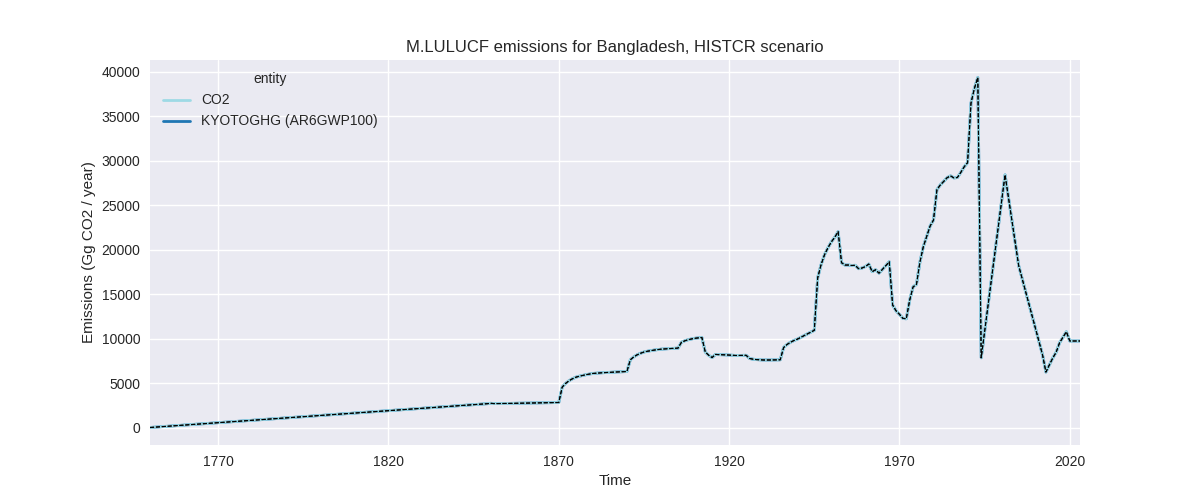 M.LULUCF emissions for Bangladesh, HISTCR scenario
entity
CO2
KYOTOGHG (AR6GWP100)
Emissions (Gg CO2 / year)
40000
35000
30000
25000
20000
15000
10000
5000
0
1770
1820
1870
1920
1970
2020
Time